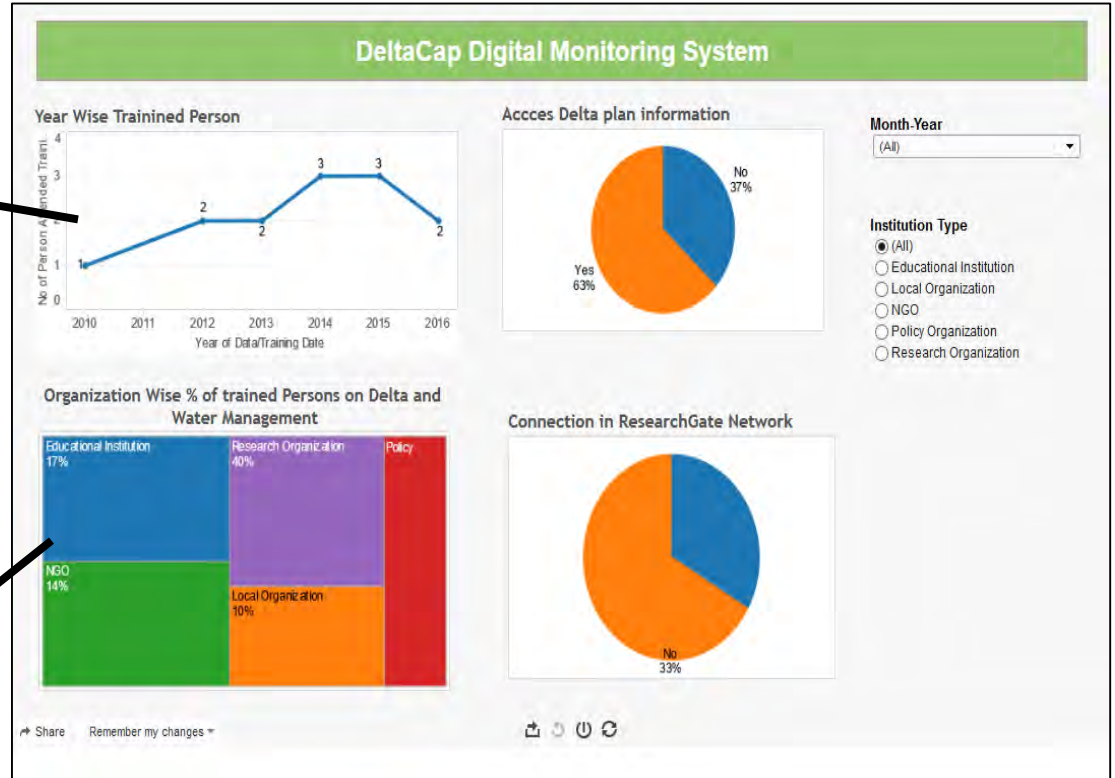 DeltaCap Digital Monitoring System
Year Wise Trainined Person
No of Person Attended Traini..
4
3
2
1
0
1
2
2
3
3
2
2010 2011 2012 2013 2014 2015 2016
Year of Data/Training Date
Accces Delta plan information
No
37%
Yes
63%
Month-Year
(All)
Institution Type
(All)
Educational Institution
Local Organization
NGO
Policy Organization
Research Organization
Organization Wise % of trained Persons on Delta and
Water Management
Educational Institution
17%
Research Organization
40%
Policy
NGO
14%
Local Organization
10%
Connection in ResearchGate Network
No
33%
Share Remember my changes